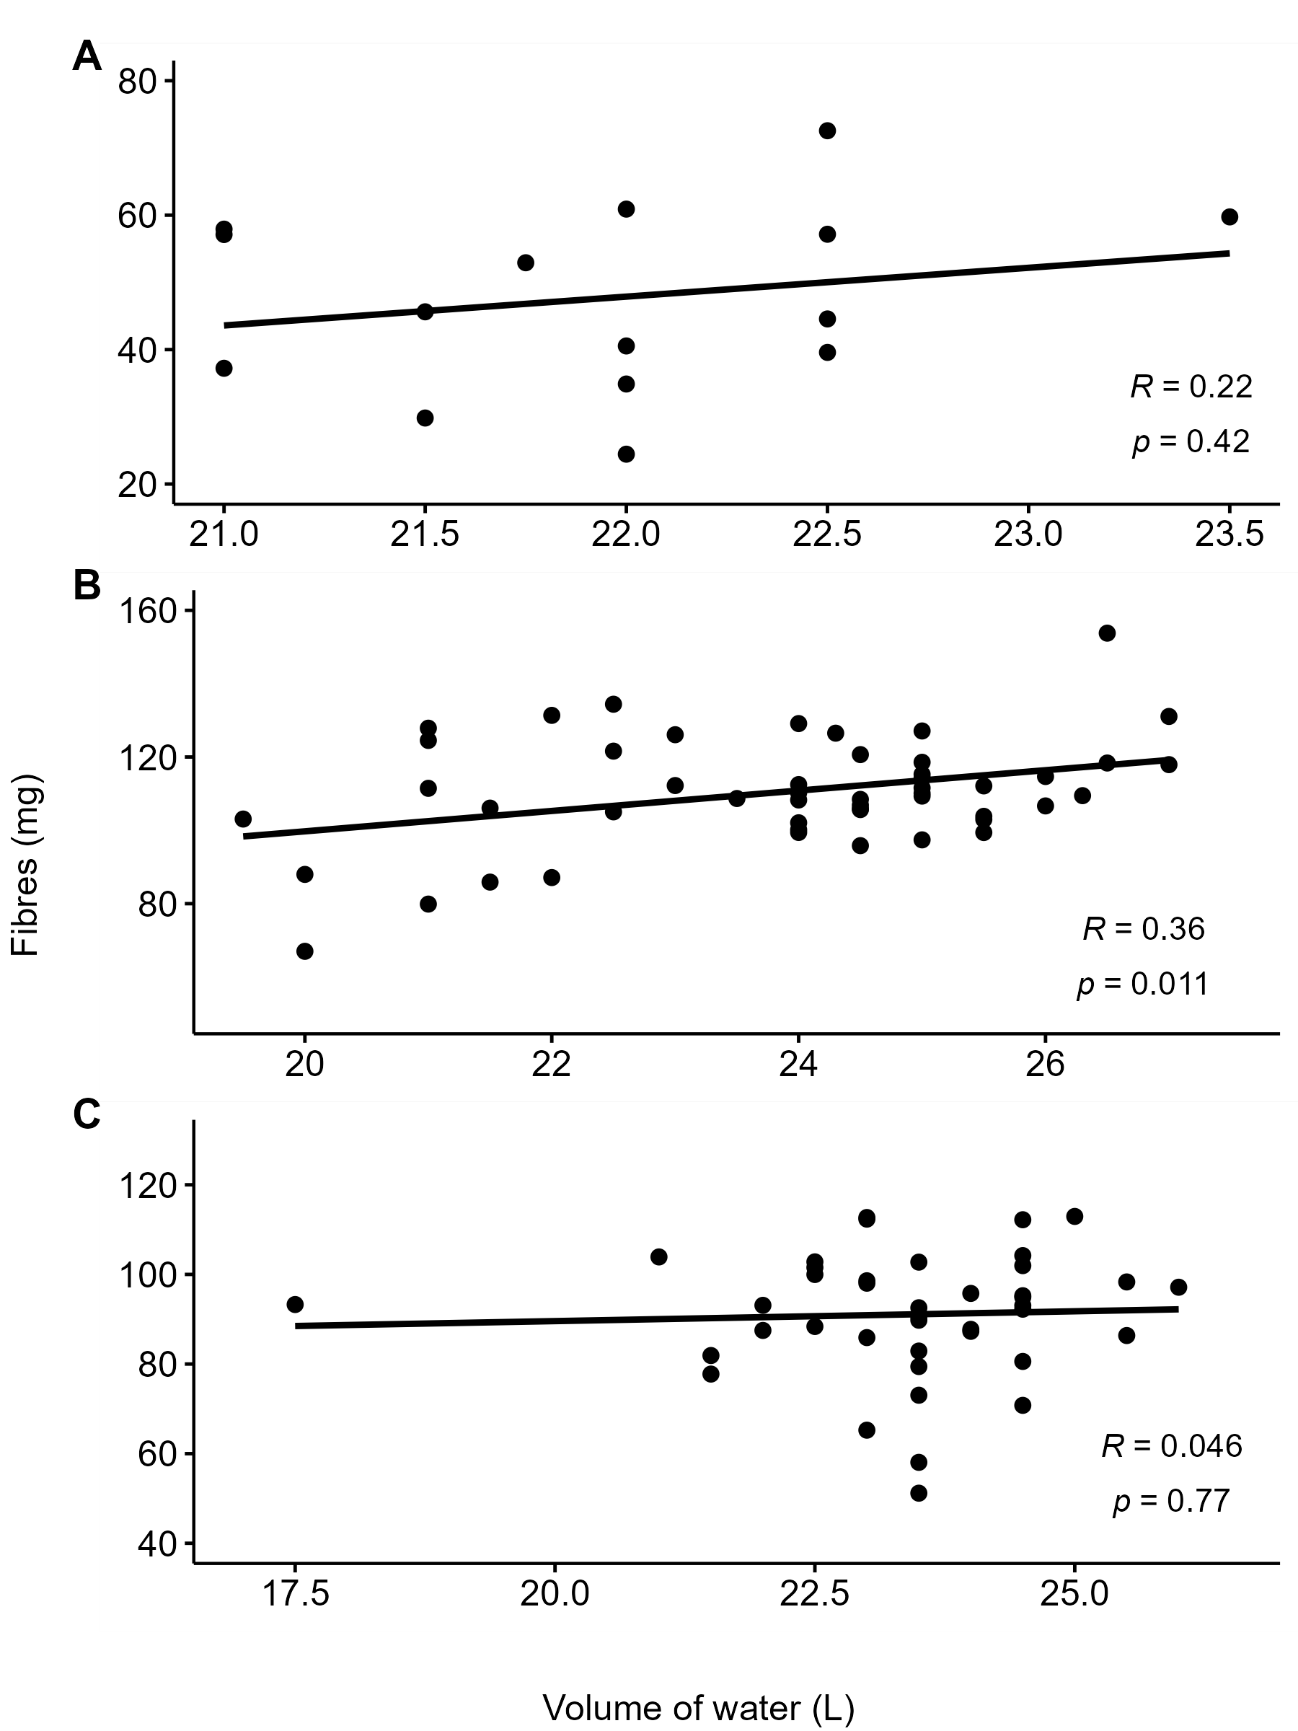 A
80
60
40
20
R = 0.22
p = 0.42
21.0 21.5 22.0 22.5 23.0 23.5
B
160
120
80
R = 0.36
p = 0.011
20 22 24 26
C
120
100
80
60
40
R = 0.046
p = 0.77
17.5 20.0 22.5 25.0
Fibres (mg)
Volume of water (L)